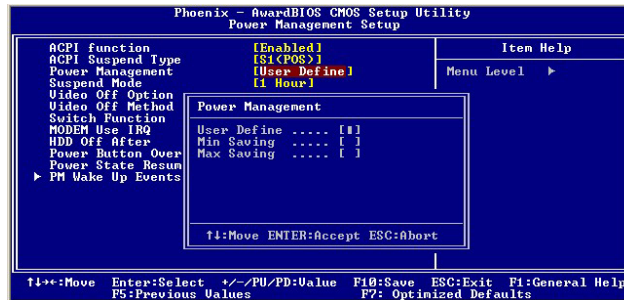 Phoenix - AwardBIOS CMOS Setup Utility
Power Management Setup
ACPI function [Enabled]
ACPI Suspend Type [S1(POS)]
Power Management [User Define]
Suspend Mode [1 Hour]
Video Off Option
Video Off Method
Switch Function
MODEM Use IRQ
HDD Off After
Power Button Over
Power State Resum
▶ PM Wake Up Events
Power Management
User Define ..... [▮]
Min Saving ..... [ ]
Max Saving ..... [ ]
↑↓:Move ENTER:Accept ESC:Abort
Item Help
Menu Level ▶
↑↓→←:Move Enter:Select +/-/PU/PD:Value F10:Save ESC:Exit F1:General Help
F5:Previous Values F7: Optimized Defaults